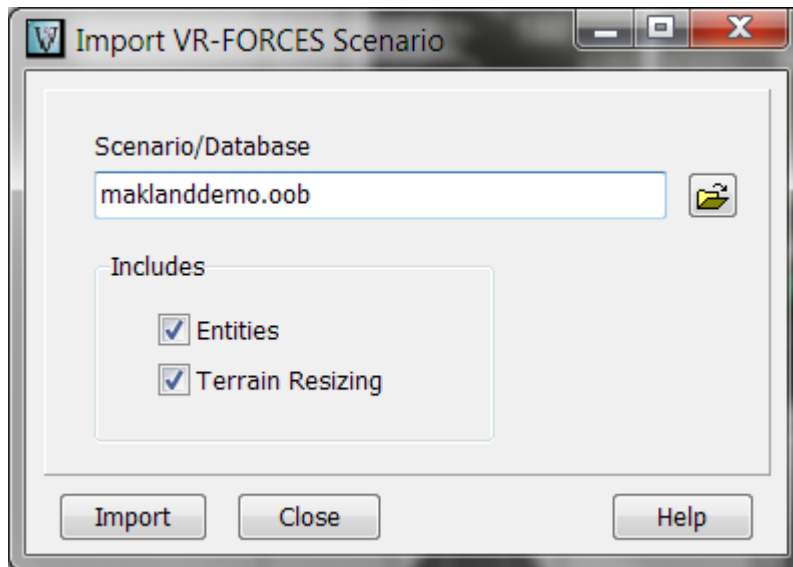 Import VR-FORCES Scenario
Scenario/Database
maklanddemo.oob
Includes
Entities
Terrain Resizing
Import Close Help